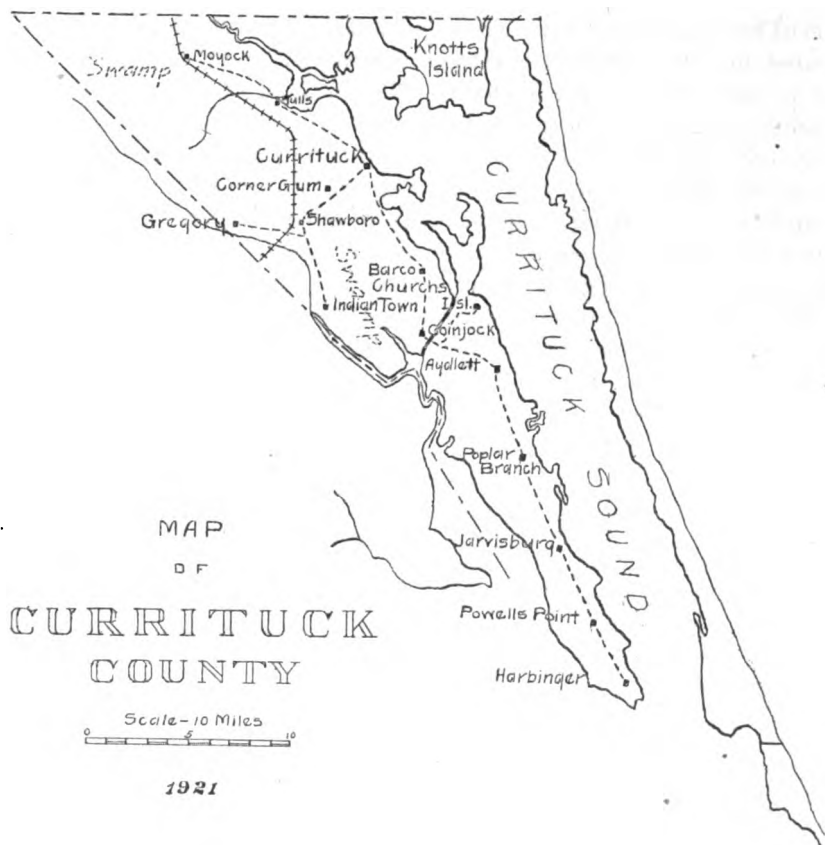 Knotts
Island
Moyock
Swamp
Currituck
Corner Gum
Gregory
Shawboro
Swamp
Barco
Churchs
Isl.
Indian Town
Coinjock
Aydlett
CURRITUCK SOUND
Poplar
Branch
Jarvisburg
Powells Point
Harbinger
MAP
OF
CURRITUCK
COUNTY
Scale-10 Miles
0 5 10
1921